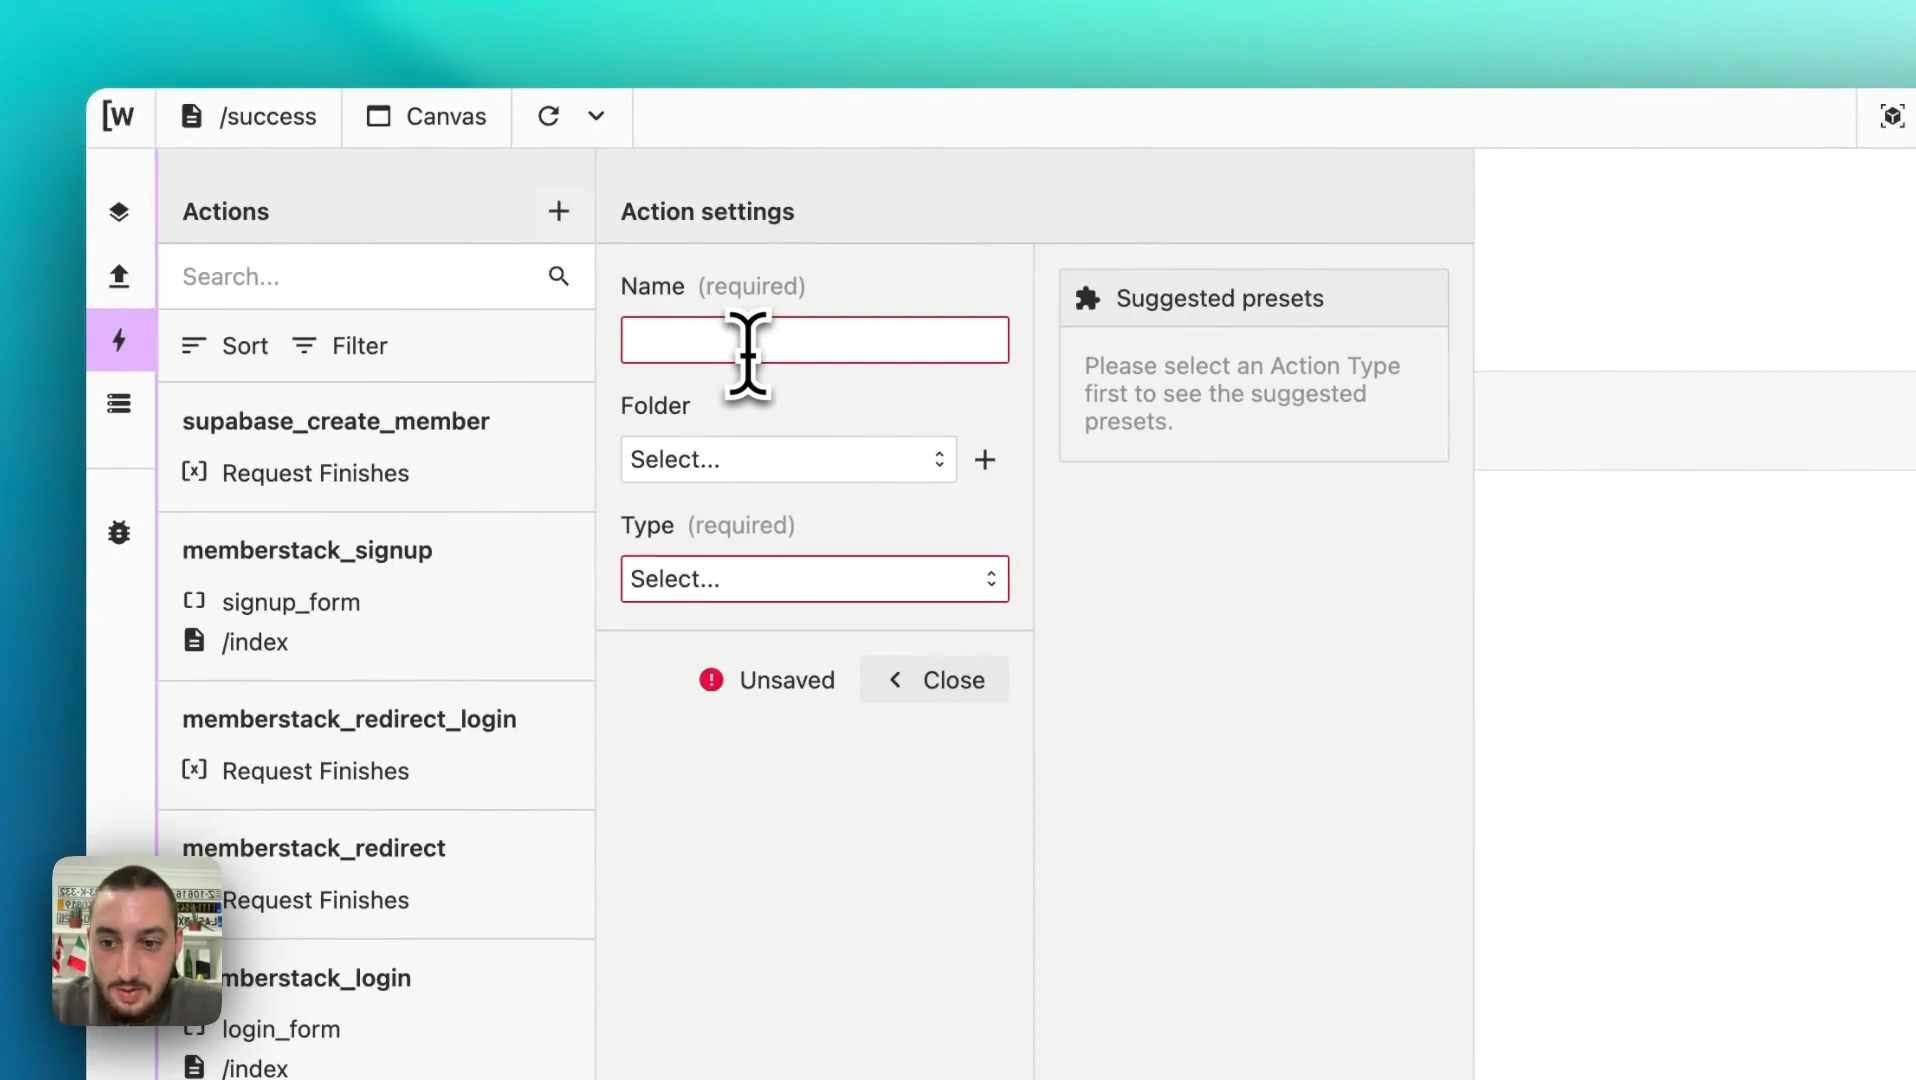 [W
/success
Canvas
Actions
Search...
Sort
Filter
supabase_create_member
[x] Request Finishes
memberstack_signup
signup_form
/index
memberstack_redirect_login
[x] Request Finishes
memberstack_redirect
Request Finishes
mberstack_login
login_form
/index
Action settings
Name (required)
Folder
Select...
Type (required)
Select...
! Unsaved
Close
Suggested presets
Please select an Action Type
first to see the suggested
presets.